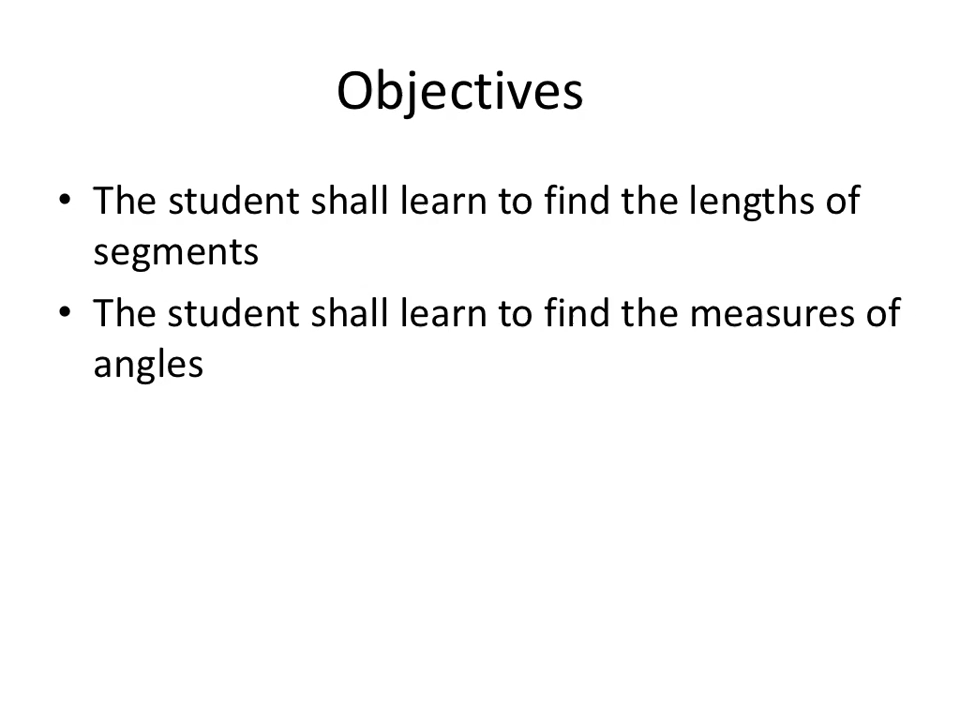 Objectives
• The student shall learn to find the lengths of
segments
• The student shall learn to find the measures of
angles